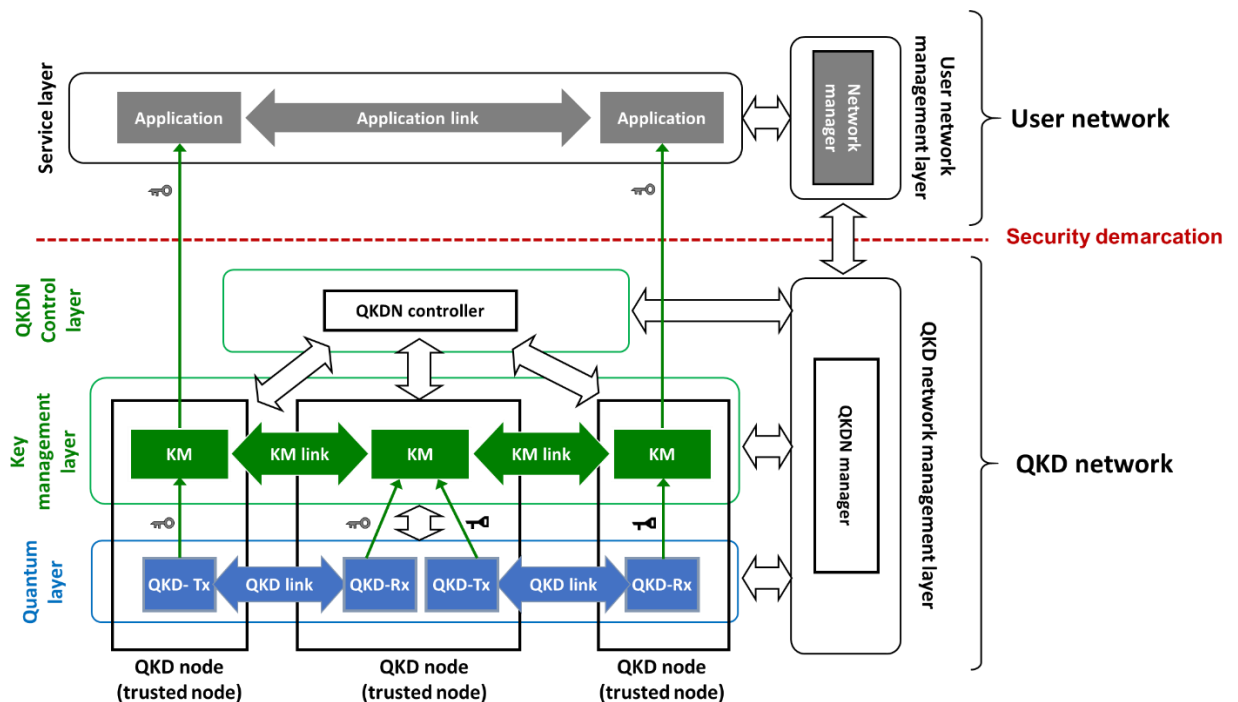 Service layer
Application
Application link
Application
Network
manager
User network
management layer
User network
Security demarcation
QKDN
Control
layer
QKDN controller
Key
management
layer
KM
KM link
KM
KM link
KM
QKDN manager
QKD network management layer
QKD network
Quantum
layer
QKD- Tx
QKD link
QKD-Rx
QKD-Tx
QKD link
QKD-Rx
QKD node
(trusted node)
QKD node
(trusted node)
QKD node
(trusted node)